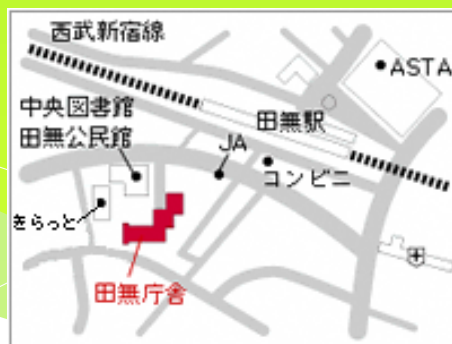 西武新宿線
ASTA
中央図書館
田無公民館
田無駅
JA
コンビニ
きらっと
田無庁舎